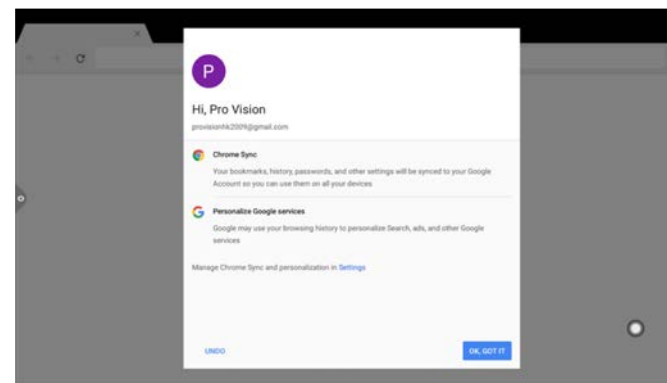 P
Hi, Pro Vision
provisionhk2009@gmail.com
Chrome Sync
Your bookmarks, history, passwords, and other settings will be synced to your Google
Account so you can use them on all your devices
Personalize Google services
Google may use your browsing history to personalize Search, ads, and other Google
services
Manage Chrome Sync and personalization in Settings
UNDO
OK, GOT IT